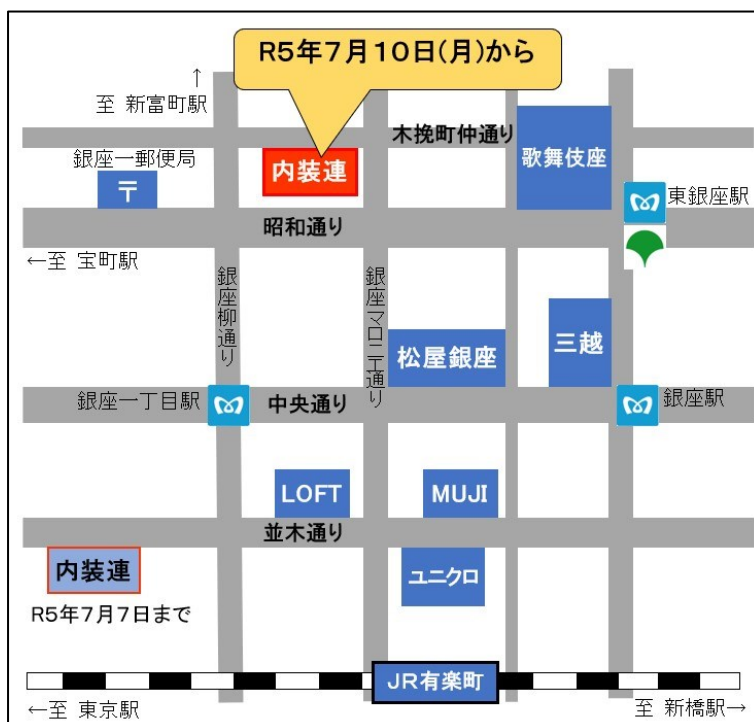 R5年7月10日(月)から
↑
至 新富町駅
木挽町仲通り
歌舞伎座
銀座一郵便局
〒
内装連
東銀座駅
昭和通り
←至 宝町駅
銀座柳通り
銀座マロニエ通り
松屋銀座
三越
銀座一丁目駅
中央通り
銀座駅
LOFT
MUJI
並木通り
内装連
ユニクロ
R5年7月7日まで
JR有楽町
←至 東京駅
至 新橋駅→